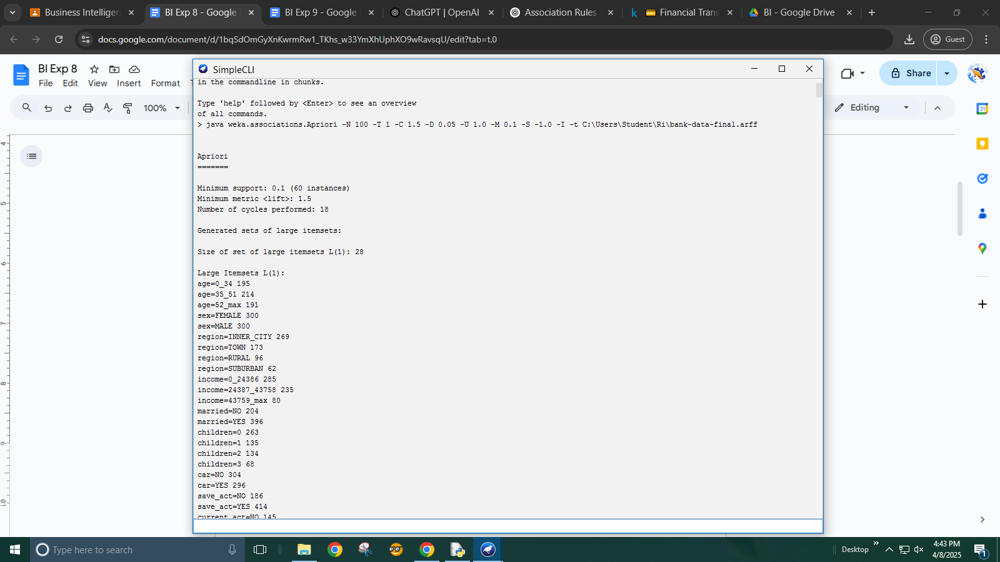 Business Intelligen
BI Exp 8 - Google
BI Exp 9 - Google
ChatGPT | OpenAI
Association Rules
Financial Trans
BI - Google Drive
docs.google.com/document/d/1bqSdOmGyXnKwrmRw1_TKhs_w33YmXhUphXO9wRavsqU/edit?tab=t.0
Guest
BI Exp 8
File Edit View Insert Format
Share
100%
Editing
SimpleCLI
in the commandline in chunks.
Type 'help' followed by <Enter> to see an overview
of all commands.
> java weka.associations.Apriori -N 100 -T 1 -C 1.5 -D 0.05 -U 1.0 -M 0.1 -S -1.0 -I -t C:\Users\Student\Ri\bank-data-final.arff
Apriori
=======
Minimum support: 0.1 (60 instances)
Minimum metric <lift>: 1.5
Number of cycles performed: 18
Generated sets of large itemsets:
Size of set of large itemsets L(1): 28
Large Itemsets L(1):
age=0_34 195
age=35_51 214
age=52_max 191
sex=FEMALE 300
sex=MALE 300
region=INNER_CITY 269
region=TOWN 173
region=RURAL 96
region=SUBURBAN 62
income=0_24386 285
income=24387_43758 235
income=43759_max 80
married=NO 204
married=YES 396
children=0 263
children=1 135
children=2 134
children=3 68
car=NO 304
car=YES 296
save_act=NO 186
save_act=YES 414
current_act=NO 145
4
5
6
7
8
9
10
31
Type here to search
Desktop
4:43 PM
4/8/2025
1